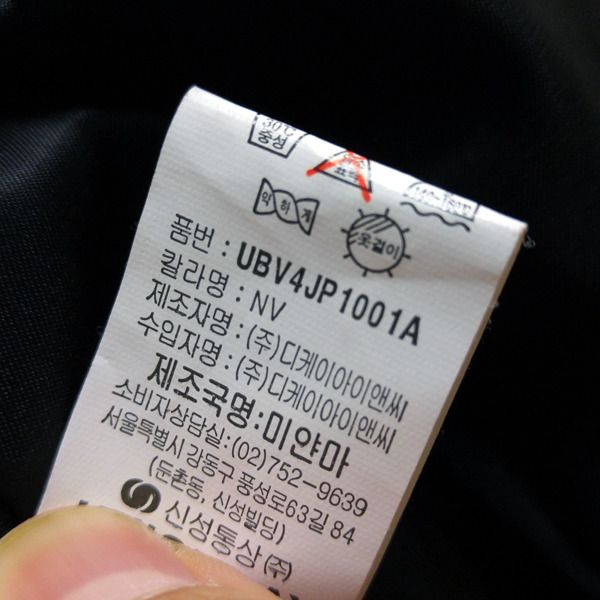 30℃
중성
표백
약하게
옷걸이
품번 : UBV4JP1001A
칼라명 : NV
제조자명 : (주)디케이아이앤씨
수입자명 : (주)디케이아이앤씨
제조국명:미얀마
소비자상담실:(02)752-9639
서울특별시 강동구 풍성로63길 84
(둔촌동, 신성빌딩)
신성통상(주)